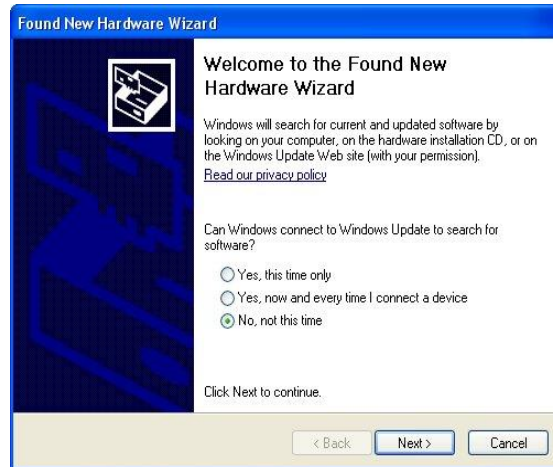 Found New Hardware Wizard
Welcome to the Found New
Hardware Wizard
Windows will search for current and updated software by
looking on your computer, on the hardware installation CD, or on
the Windows Update Web site (with your permission).
Read our privacy policy
Can Windows connect to Windows Update to search for
software?
Yes, this time only
Yes, now and every time I connect a device
No, not this time
Click Next to continue.
< Back Next > Cancel